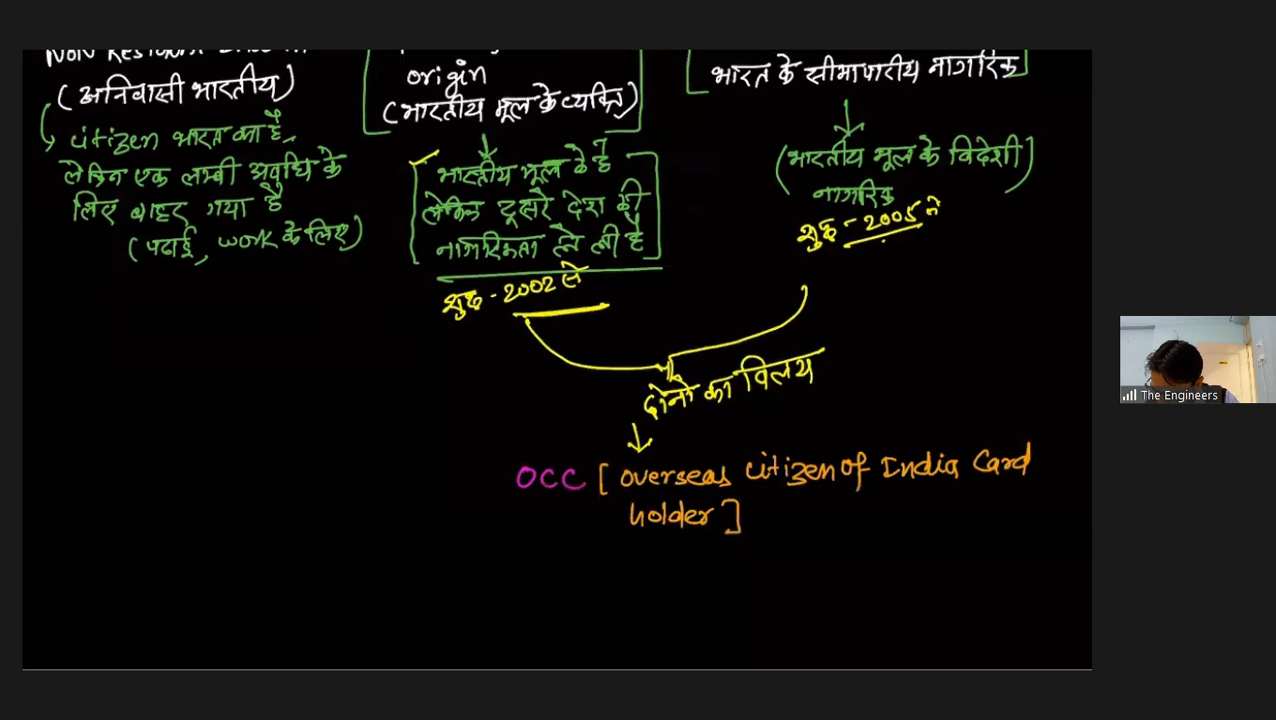 (अनिवासी भारतीय)
citizen भारत का है,
लेकिन एक लम्बी अवधि के
लिए बाहर गया है
(पढाई, work के लिए)
origin
(भारतीय मूल के व्यक्ति)
भारतीय मूल के है
लेकिन दूसरे देश की
नागरिकता ले ली है
शुरू - 2002 से
भारत के सीमापारीय नागरिक
(भारतीय मूल के विदेशी
नागरिक
शुरू - 2005 मे
दोनो का विलय
OCC [overseas citizen of India Card
holder]
The Engineers